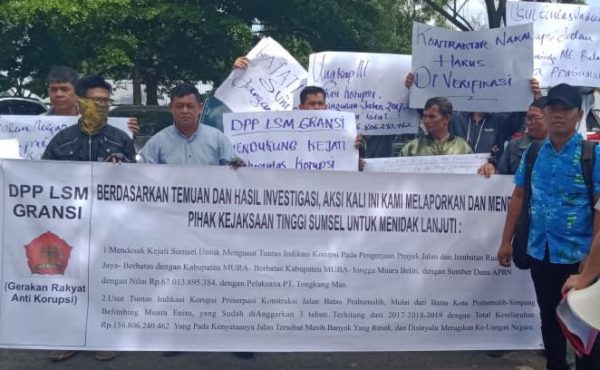 KONTRAKTOR NAKAL
HARUS
DI VERIFIKASI
Ungkap!!!
DPP LSM GRANSI
MENDUKUNG KEJATI
KORUPSI
DPP LSM
GRANSI
(Gerakan Rakyat
Anti Korupsi)
BERDASARKAN TEMUAN DAN HASIL INVESTIGASI, AKSI KALI INI KAMI MELAPORKAN DAN MEND
PIHAK KEJAKSAAN TINGGI SUMSEL UNTUK MENIDAK LANJUTI :
1.Mendesak Kejati Sumsel Untuk Mengusut Tuntas Indikasi Korupsi Pada Pengerjaan Proyek Jalan dan Jembatan Rua
Jaya- Berbatas dengan Kabupaten MURA- Berbatas Kabupaten MUBA- hingga Muara Beliti, dengan Sumber Dana APBN
dengan Nilai Rp.67.013.895.384. dengan Pelaksana PT. Tongkang Mas.
2.Usut Tuntas Indikasi Korupsi Preserpasi Konstruksi Jalan Batas Prabumulih, Mulai dari Batas Kota Prabumulih-Simpang
Belimbing Muara Enim, yang Sudah diAnggarkan 3 tahun Terhitung dari 2017-2018-2019 dengan Total Keseluruhan
Rp.156.806.240.462. Yang Pada Kenyataanya Jalan Tersebut Masih Banyak Yang Rusak, dan Disinyalir Merugikan Ke-Uangan Negara.